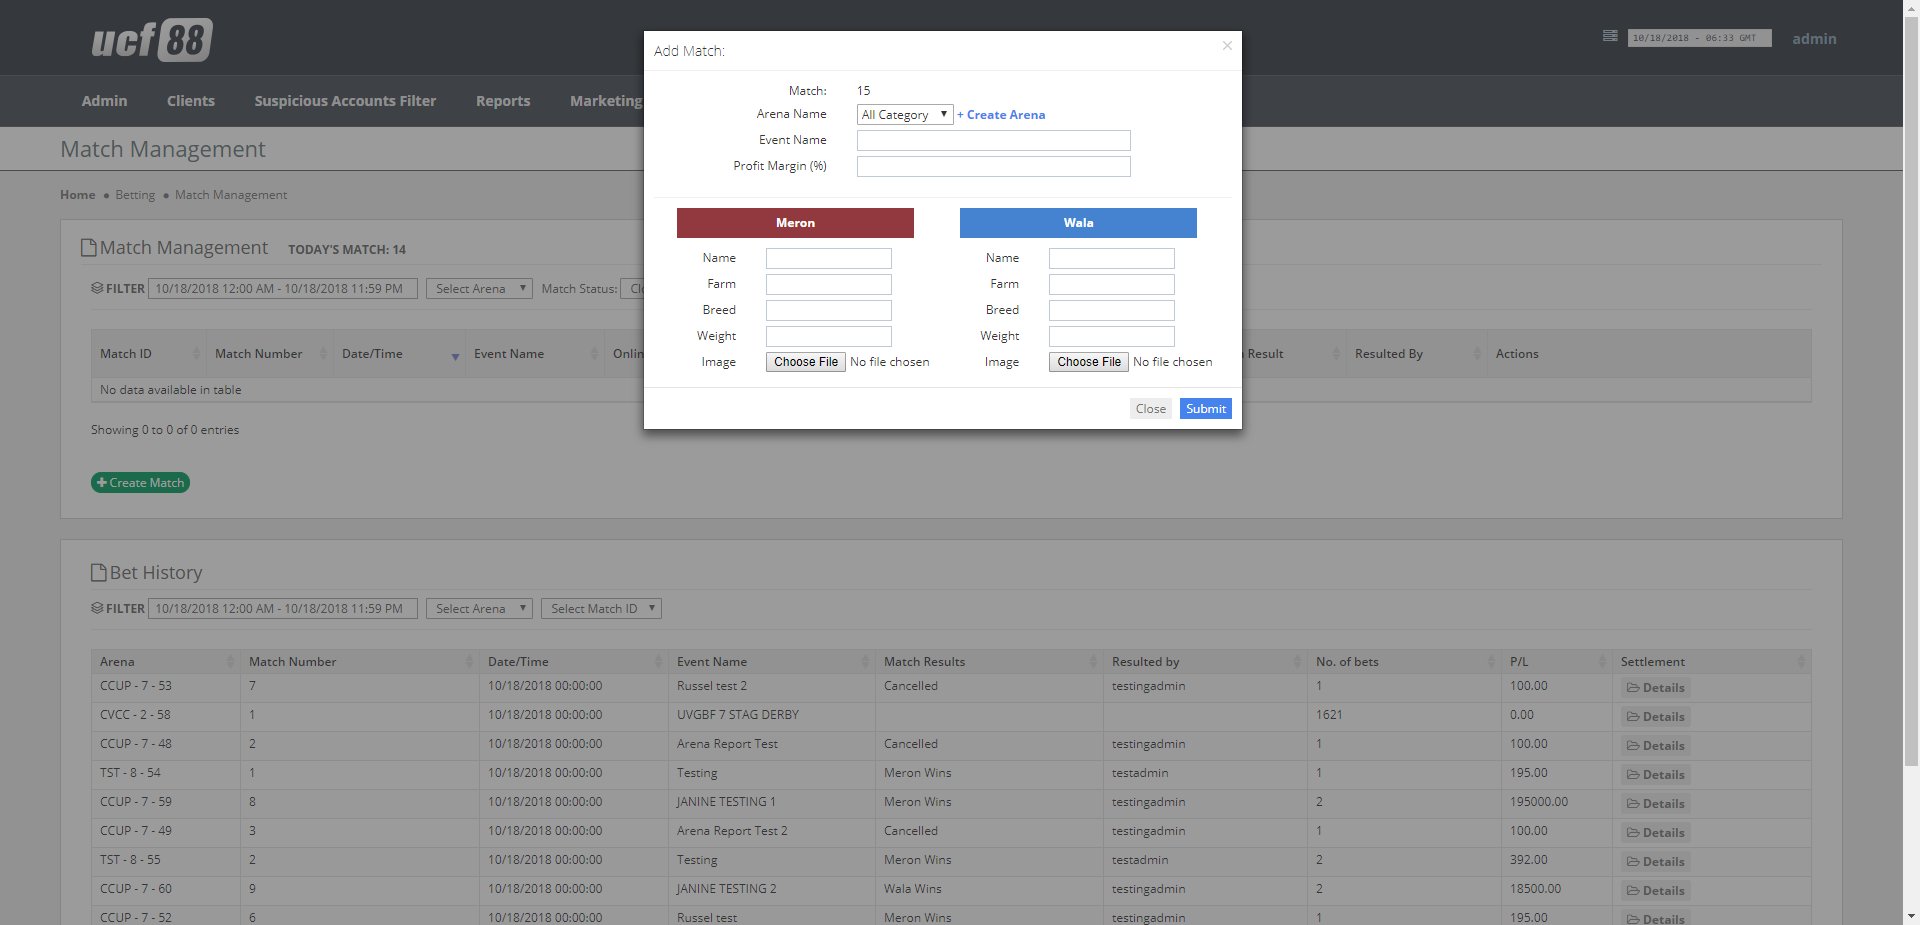 ucf 88
10/18/2018 - 06:33 GMT
admin
Admin Clients Suspicious Accounts Filter Reports Marketing
Match Management
Home Betting Match Management
Match Management TODAY'S MATCH: 14
FILTER 10/18/2018 12:00 AM - 10/18/2018 11:59 PM Select Arena Match Status:
Match ID Match Number Date/Time Event Name Result Resulted By Actions
No data available in table
Showing 0 to 0 of 0 entries
Create Match
Add Match: ×
Match: 15
Arena Name All Category + Create Arena
Event Name
Profit Margin (%)
Meron Wala
Name Name
Farm Farm
Breed Breed
Weight Weight
Image Choose File No file chosen Image Choose File No file chosen
Close Submit
Bet History
FILTER 10/18/2018 12:00 AM - 10/18/2018 11:59 PM Select Arena Select Match ID
Arena Match Number Date/Time Event Name Match Results Resulted by No. of bets P/L Settlement
CCUP - 7 - 53 7 10/18/2018 00:00:00 Russel test 2 Cancelled testingadmin 1 100.00 Details
CVCC - 2 - 58 1 10/18/2018 00:00:00 UVGBF 7 STAG DERBY 1621 0.00 Details
CCUP - 7 - 48 2 10/18/2018 00:00:00 Arena Report Test Cancelled testingadmin 1 100.00 Details
TST - 8 - 54 1 10/18/2018 00:00:00 Testing Meron Wins testadmin 1 195.00 Details
CCUP - 7 - 59 8 10/18/2018 00:00:00 JANINE TESTING 1 Meron Wins testingadmin 2 195000.00 Details
CCUP - 7 - 49 3 10/18/2018 00:00:00 Arena Report Test 2 Cancelled testingadmin 1 100.00 Details
TST - 8 - 55 2 10/18/2018 00:00:00 Testing Meron Wins testadmin 2 392.00 Details
CCUP - 7 - 60 9 10/18/2018 00:00:00 JANINE TESTING 2 Wala Wins testingadmin 2 18500.00 Details
CCUP - 7 - 52 6 10/18/2018 00:00:00 Russel test Meron Wins testingadmin 1 195.00 Details